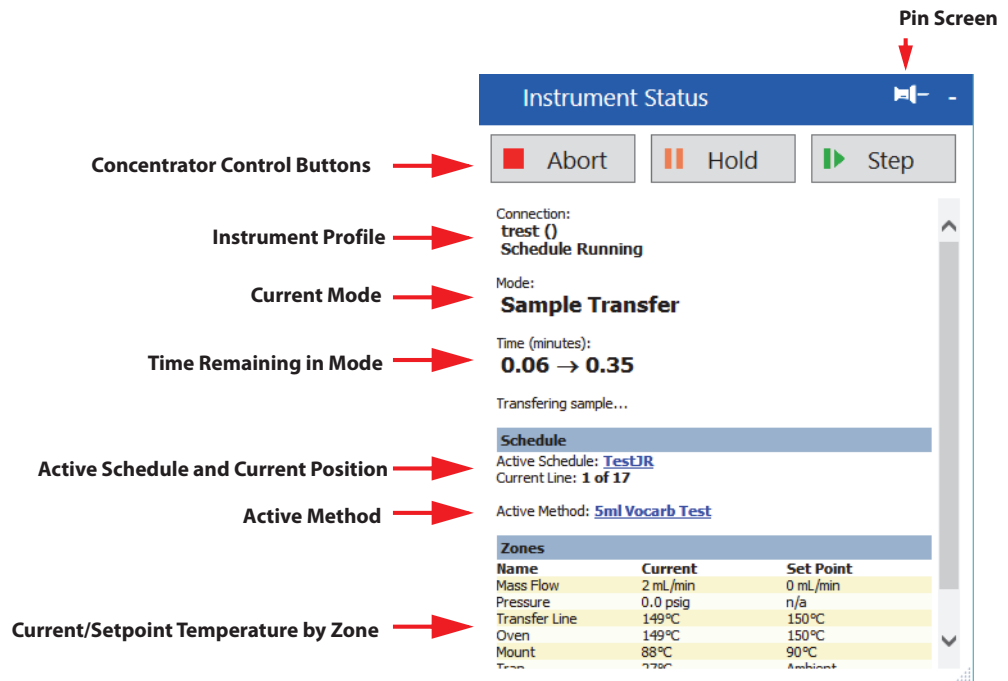 Pin Screen
Instrument Status
Concentrator Control Buttons
Abort Hold Step
Instrument Profile
Connection:
trest ()
Schedule Running
Current Mode
Mode:
Sample Transfer
Time Remaining in Mode
Time (minutes):
0.06 → 0.35
Transfering sample...
Schedule
Active Schedule and Current Position
Active Schedule: TestJR
Current Line: 1 of 17
Active Method
Active Method: 5ml Vocarb Test
Zones
Name Current Set Point
Mass Flow 2 mL/min 0 mL/min
Pressure 0.0 psig n/a
Transfer Line 149°C 150°C
Current/Setpoint Temperature by Zone
Oven 149°C 150°C
Mount 88°C 90°C
Trap 27°C Ambient